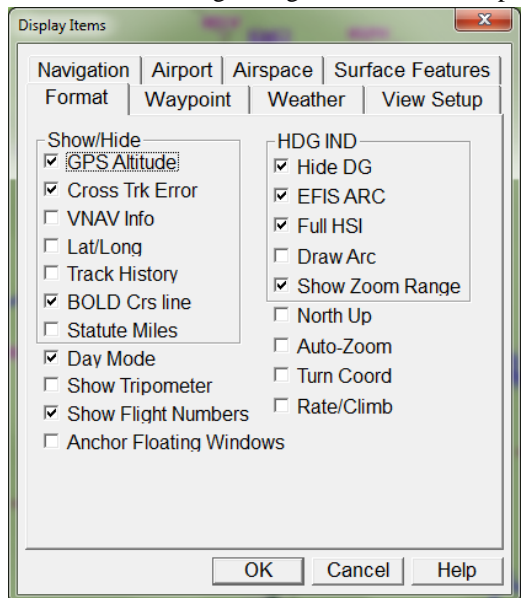 Display Items
Navigation Airport Airspace Surface Features
Format Waypoint Weather View Setup
Show/Hide
GPS Altitude
Cross Trk Error
VNAV Info
Lat/Long
Track History
BOLD Crs line
Statute Miles
Day Mode
Show Tripometer
Show Flight Numbers
Anchor Floating Windows
HDG IND
Hide DG
EFIS ARC
Full HSI
Draw Arc
Show Zoom Range
North Up
Auto-Zoom
Turn Coord
Rate/Climb
OK Cancel Help